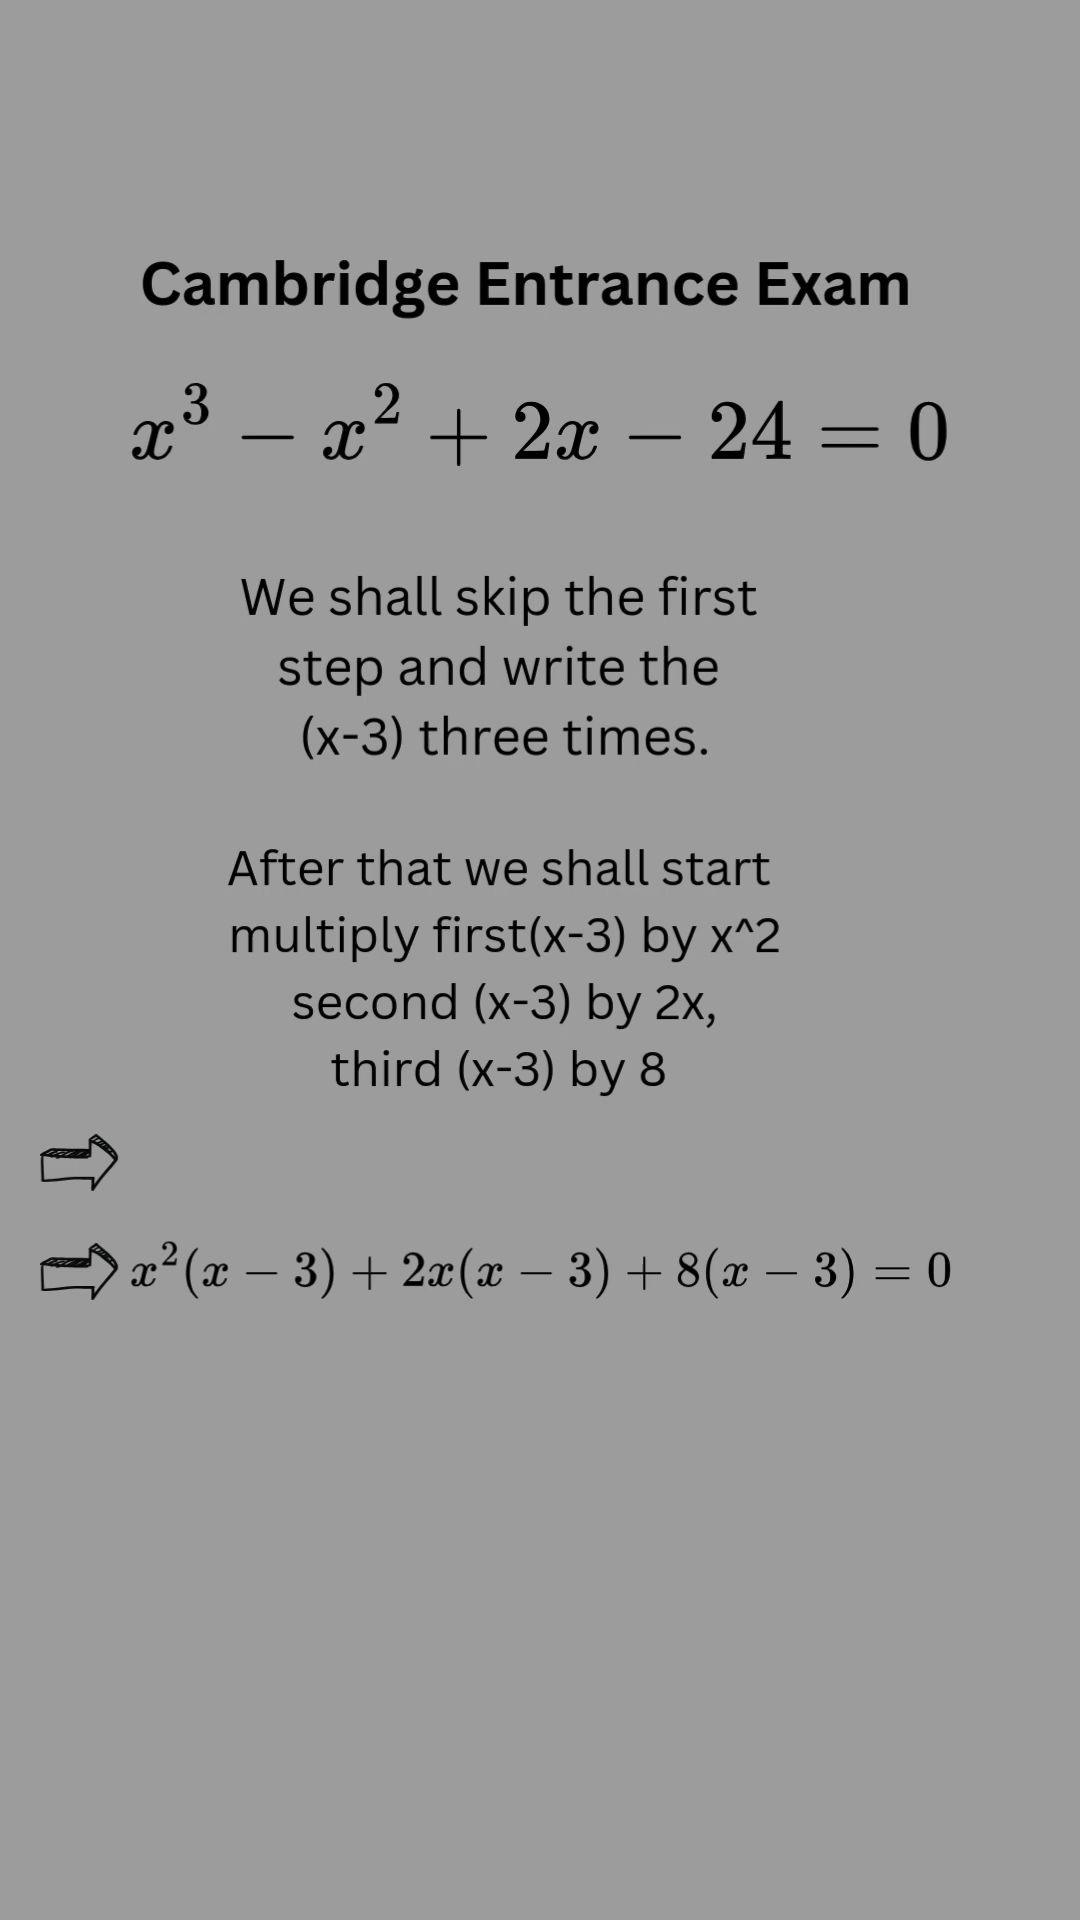 Cambridge Entrance Exam
x³ − x² + 2x − 24 = 0
We shall skip the first
step and write the
(x-3) three times.
After that we shall start
multiply first(x-3) by x^2
second (x-3) by 2x,
third (x-3) by 8
x²(x − 3) + 2x(x − 3) + 8(x − 3) = 0